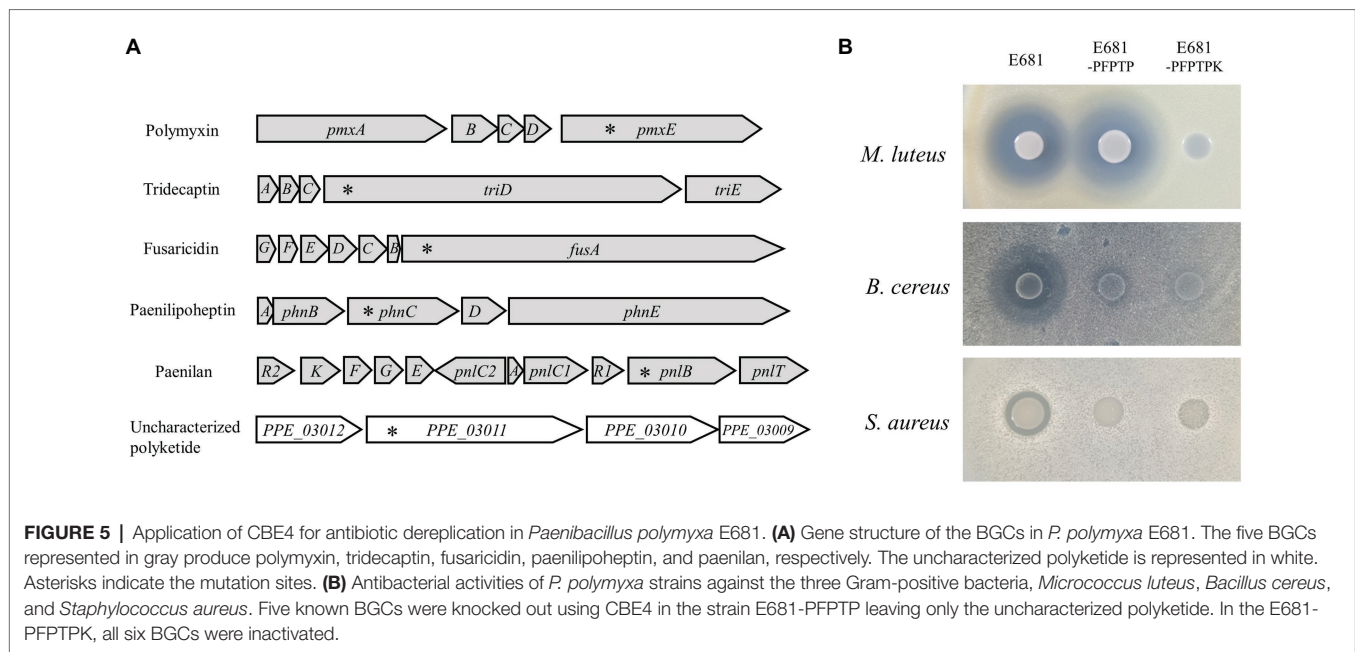 A
Polymyxin pmxA B C D * pmxE
Tridecaptin A B C * triD triE
Fusaricidin G F E D C B * fusA
Paenilipoheptin A phnB * phnC D phnE
Paenilan R2 K F G E pnlC2 A pnlC1 R1 * pnlB pnlT
Uncharacterized
polyketide PPE_03012 * PPE_03011 PPE_03010 PPE_03009
B
E681 E681
-PFPTP E681
-PFPTPK
M. luteus
B. cereus
S. aureus
FIGURE 5 | Application of CBE4 for antibiotic dereplication in Paenibacillus polymyxa E681. (A) Gene structure of the BGCs in P. polymyxa E681. The five BGCs
represented in gray produce polymyxin, tridecaptin, fusaricidin, paenilipoheptin, and paenilan, respectively. The uncharacterized polyketide is represented in white.
Asterisks indicate the mutation sites. (B) Antibacterial activities of P. polymyxa strains against the three Gram-positive bacteria, Micrococcus luteus, Bacillus cereus,
and Staphylococcus aureus. Five known BGCs were knocked out using CBE4 in the strain E681-PFPTP leaving only the uncharacterized polyketide. In the E681-
PFPTPK, all six BGCs were inactivated.